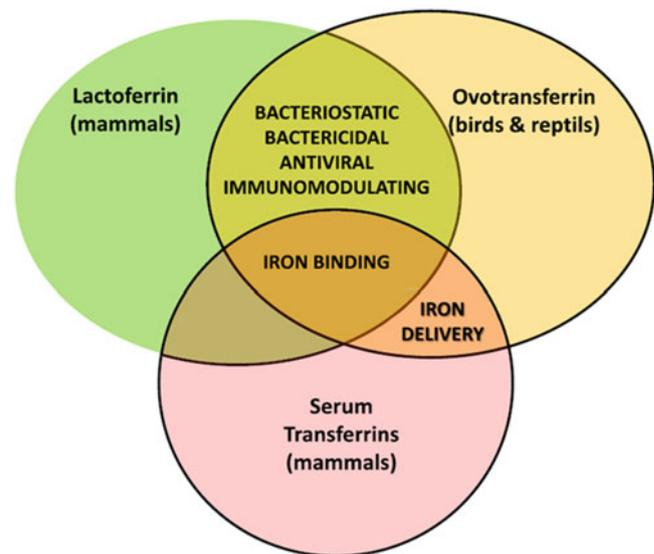 Lactoferrin
(mammals)
BACTERIOSTATIC
BACTERICIDAL
ANTIVIRAL
IMMUNOMODULATING
Ovotransferrin
(birds & reptils)
IRON BINDING
IRON
DELIVERY
Serum
Transferrins
(mammals)